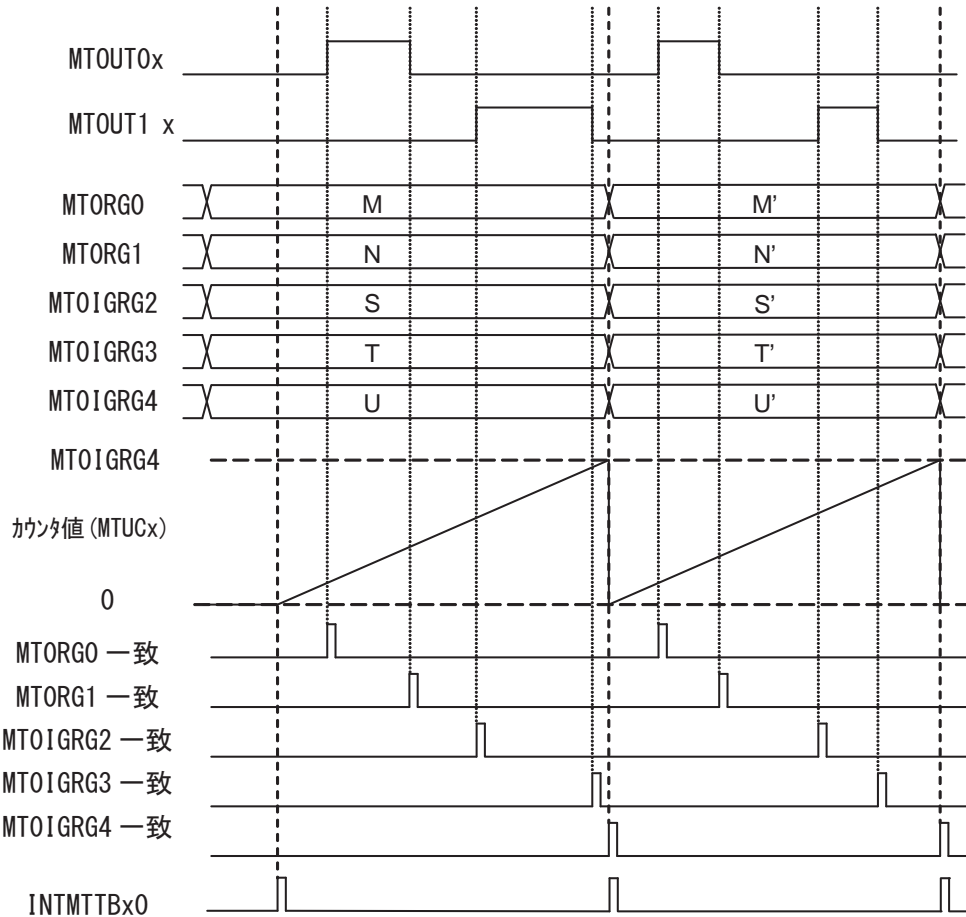 MTOUT0x
MTOUT1 x
MTORG0 M M'
MTORG1 N N'
MTOIGRG2 S S'
MTOIGRG3 T T'
MTOIGRG4 U U'
MTOIGRG4
ｶｳﾝﾀ値(MTUCx)
0
MTORG0 一致
MTORG1 一致
MTOIGRG2 一致
MTOIGRG3 一致
MTOIGRG4 一致
INTMTTBx0